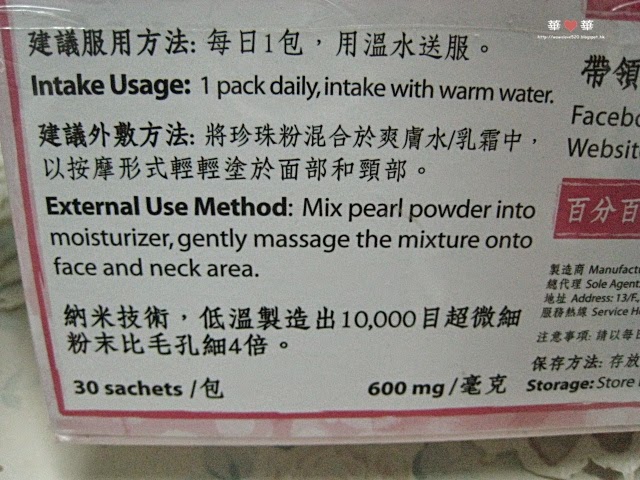 華 華
http://wawalove520.blogspot.hk
建議服用方法: 每日1包，用溫水送服。
Intake Usage: 1 pack daily, intake with warm water.
建議外敷方法: 將珍珠粉混合於爽膚水/乳霜中，
以按摩形式輕輕塗於面部和頸部。
External Use Method: Mix pearl powder into
moisturizer, gently massage the mixture onto
face and neck area.
納米技術，低溫製造出10,000目超微細
粉末比毛孔細4倍。
30 sachets /包 600 mg /毫克
帶領
Faceb
Websit
百分百
製造商 Manufactu
總代理 Sole Agent
地址 Address: 13/F,
服務熱線 Service H
注意事項: 請以每日
保存方法: 存放
Storage: Store